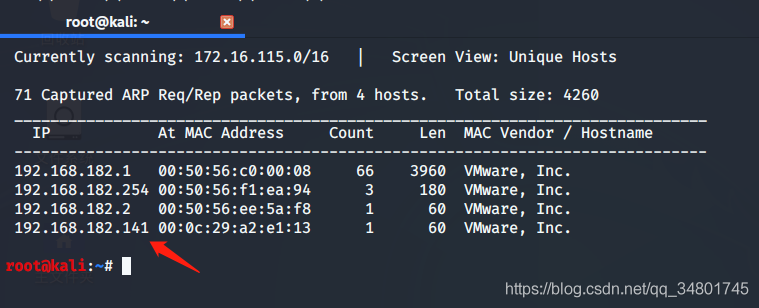 root@kali: ~
Currently scanning: 172.16.115.0/16 | Screen View: Unique Hosts
71 Captured ARP Req/Rep packets, from 4 hosts. Total size: 4260
IP At MAC Address Count Len MAC Vendor / Hostname
192.168.182.1 00:50:56:c0:00:08 66 3960 VMware, Inc.
192.168.182.254 00:50:56:f1:ea:94 3 180 VMware, Inc.
192.168.182.2 00:50:56:ee:5a:f8 1 60 VMware, Inc.
192.168.182.141 00:0c:29:a2:e1:13 1 60 VMware, Inc.
root@kali:~#
https://blog.csdn.net/qq_34801745